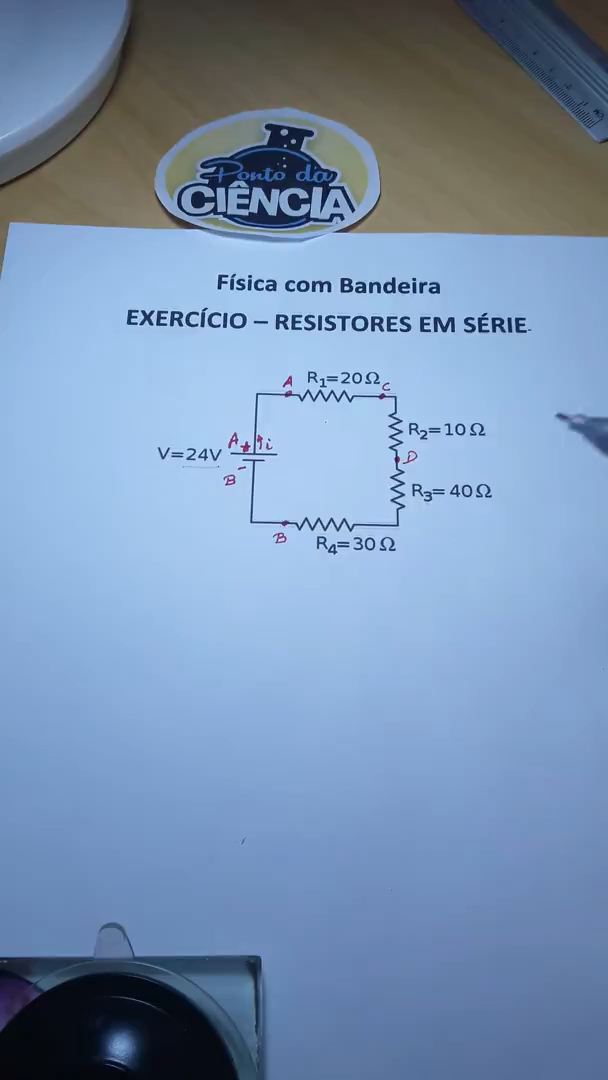 Ponto da
CIÊNCIA
Física com Bandeira
EXERCÍCIO – RESISTORES EM SÉRIE.
A R₁=20Ω C
R₂=10Ω
A + i
V=24V
D
B -
R₃= 40Ω
B
R₄=30Ω